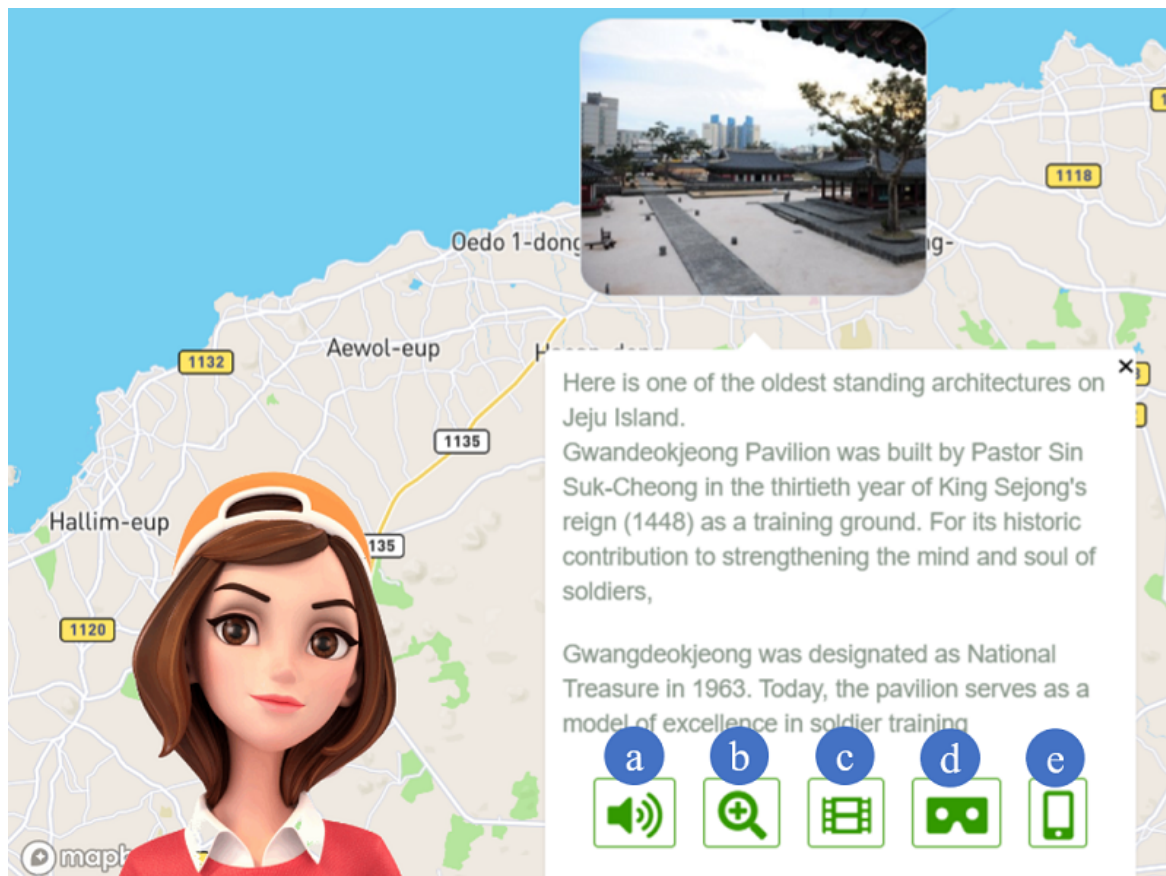 1118
Oedo 1-dong
Aewol-eup
1132
1135
Hallim-eup
135
1120
×
Here is one of the oldest standing architectures on
Jeju Island.
Gwandeokjeong Pavilion was built by Pastor Sin
Suk-Cheong in the thirtieth year of King Sejong's
reign (1448) as a training ground. For its historic
contribution to strengthening the mind and soul of
soldiers,
Gwangdeokjeong was designated as National
Treasure in 1963. Today, the pavilion serves as a
model of excellence in soldier training
a b c d e
mapb